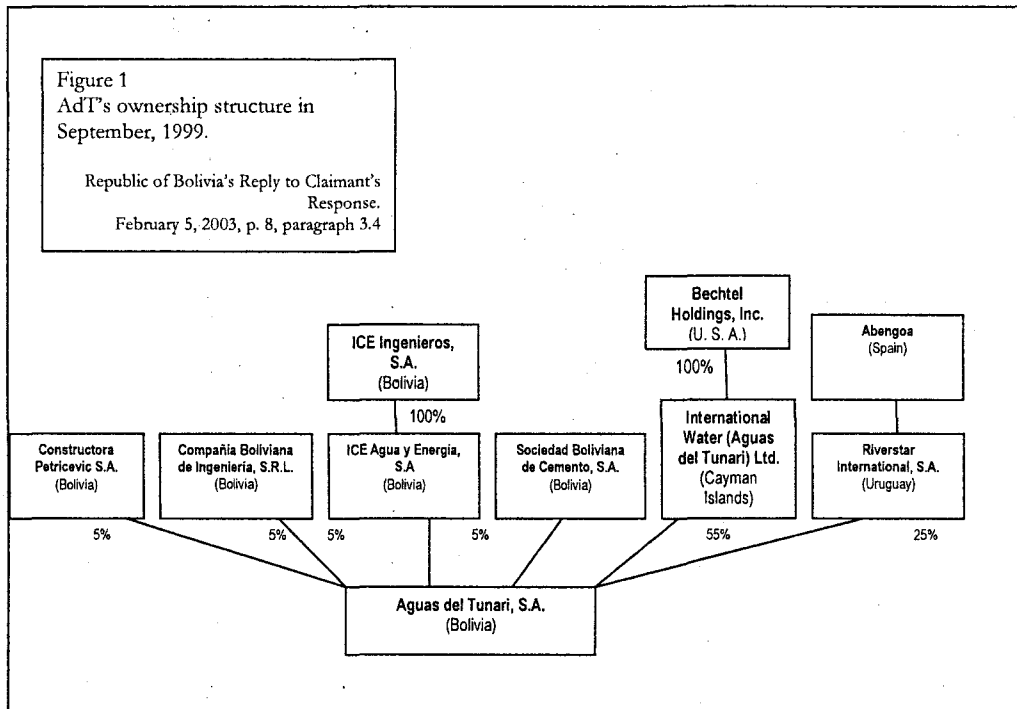 Figure 1
AdT's ownership structure in
September, 1999.
Republic of Bolivia's Reply to Claimant's
Response.
February 5, 2003, p. 8, paragraph 3.4
Bechtel
Holdings, Inc.
(U. S. A.)
Abengoa
(Spain)
ICE Ingenieros,
S.A.
(Bolivia)
100%
100%
Constructora
Petricevic S.A.
(Bolivia)
Compañia Boliviana
de Ingeniería, S.R.L.
(Bolivia)
ICE Agua y Energía,
S.A
(Bolivia)
Sociedad Boliviana
de Cemento, S.A.
(Bolivia)
International
Water (Aguas
del Tunari) Ltd.
(Cayman
Islands)
Riverstar
International, S.A.
(Uruguay)
5%
5%
5%
5%
55%
25%
Aguas del Tunari, S.A.
(Bolivia)